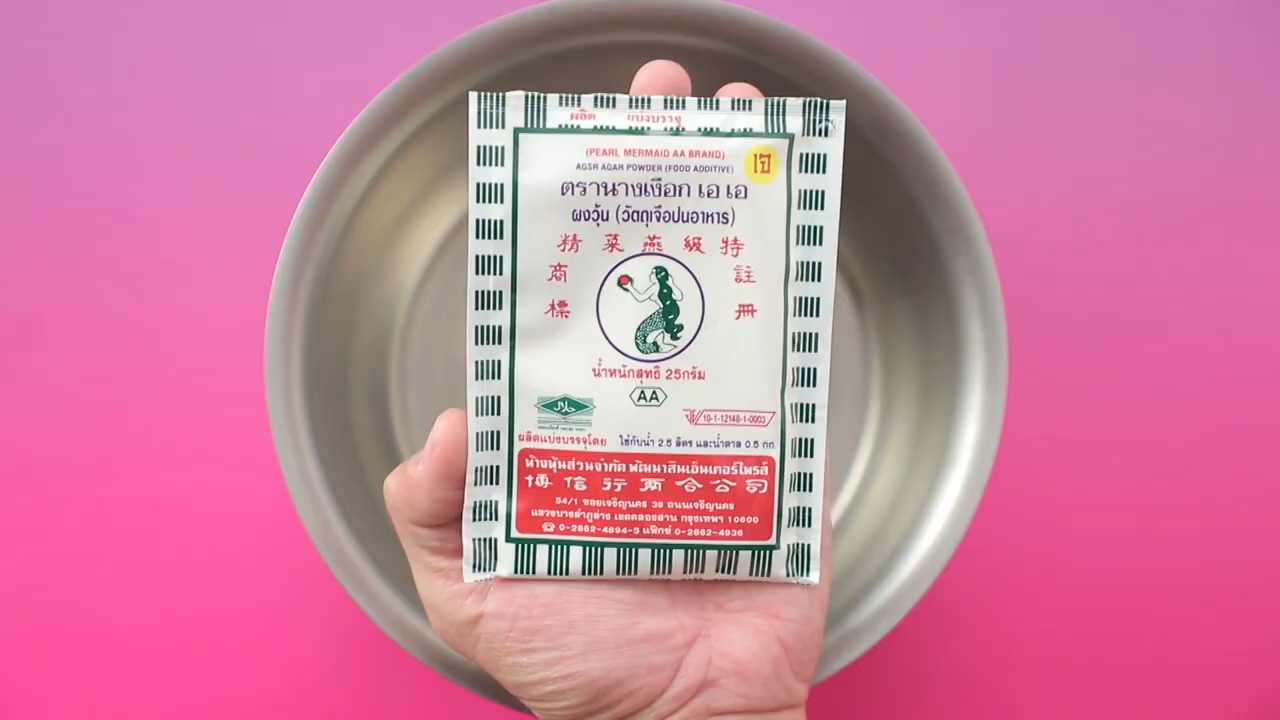 ผลิต แบ่งบรรจุ
(PEARL MERMAID AA BRAND)
เจ
AGSR AGAR POWDER (FOOD ADDITIVE)
ตรานางเงือก เอ เอ
ผงวุ้น (วัตถุเจือปนอาหาร)
精 菜 燕 級 特
商 註
標 冊
น้ำหนักสุทธิ 25กรัม
AA
حلال
10-1-12148-1-0003
ผลิตแบ่งบรรจุโดย ใช้กับน้ำ 2.5 ลิตร และน้ำตาล 0.5 กก.
ห้างหุ้นส่วนจำกัด พัฒนาสินเอ็นเตอร์ไพรส์
博 信 行 兩 合 公 司
54/1 ซอยเจริญนคร 39 ถนนเจริญนคร
แขวงบางลำภูล่าง เขตคลองสาน กรุงเทพฯ 10600
☎ 0-2862-4894-5 แฟ็กซ์ 0-2862-4936